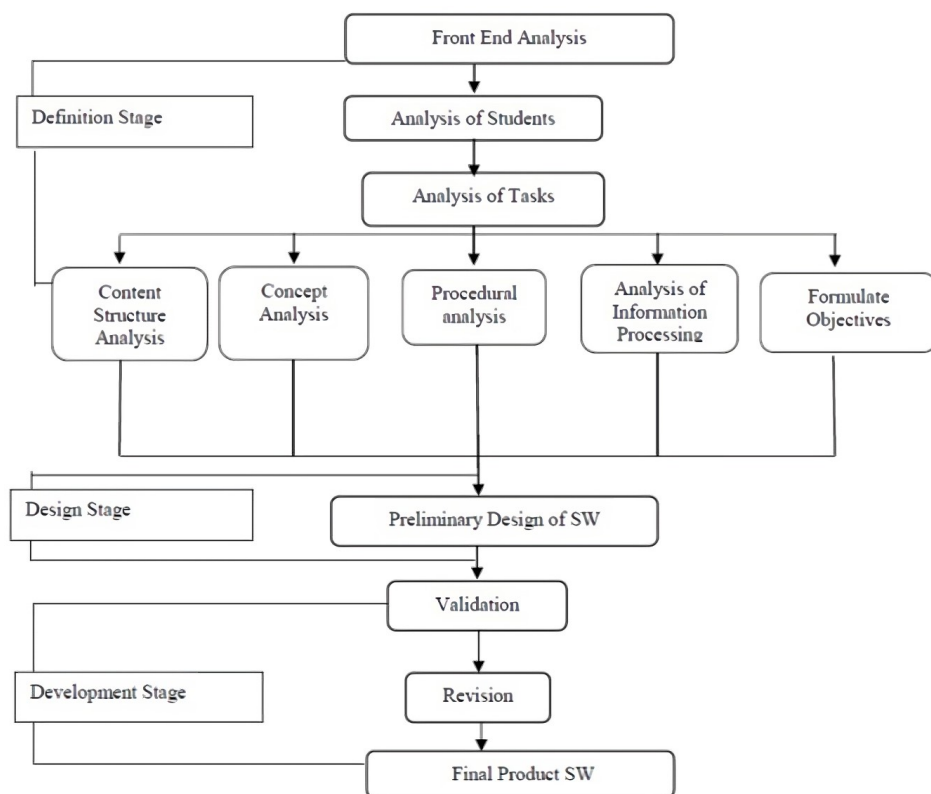 Front End Analysis
Definition Stage
Analysis of Students
Analysis of Tasks
Content
Structure
Analysis
Concept
Analysis
Procedural
analysis
Analysis of
Information
Processing
Formulate
Objectives
Design Stage
Preliminary Design of SW
Validation
Development Stage
Revision
Final Product SW